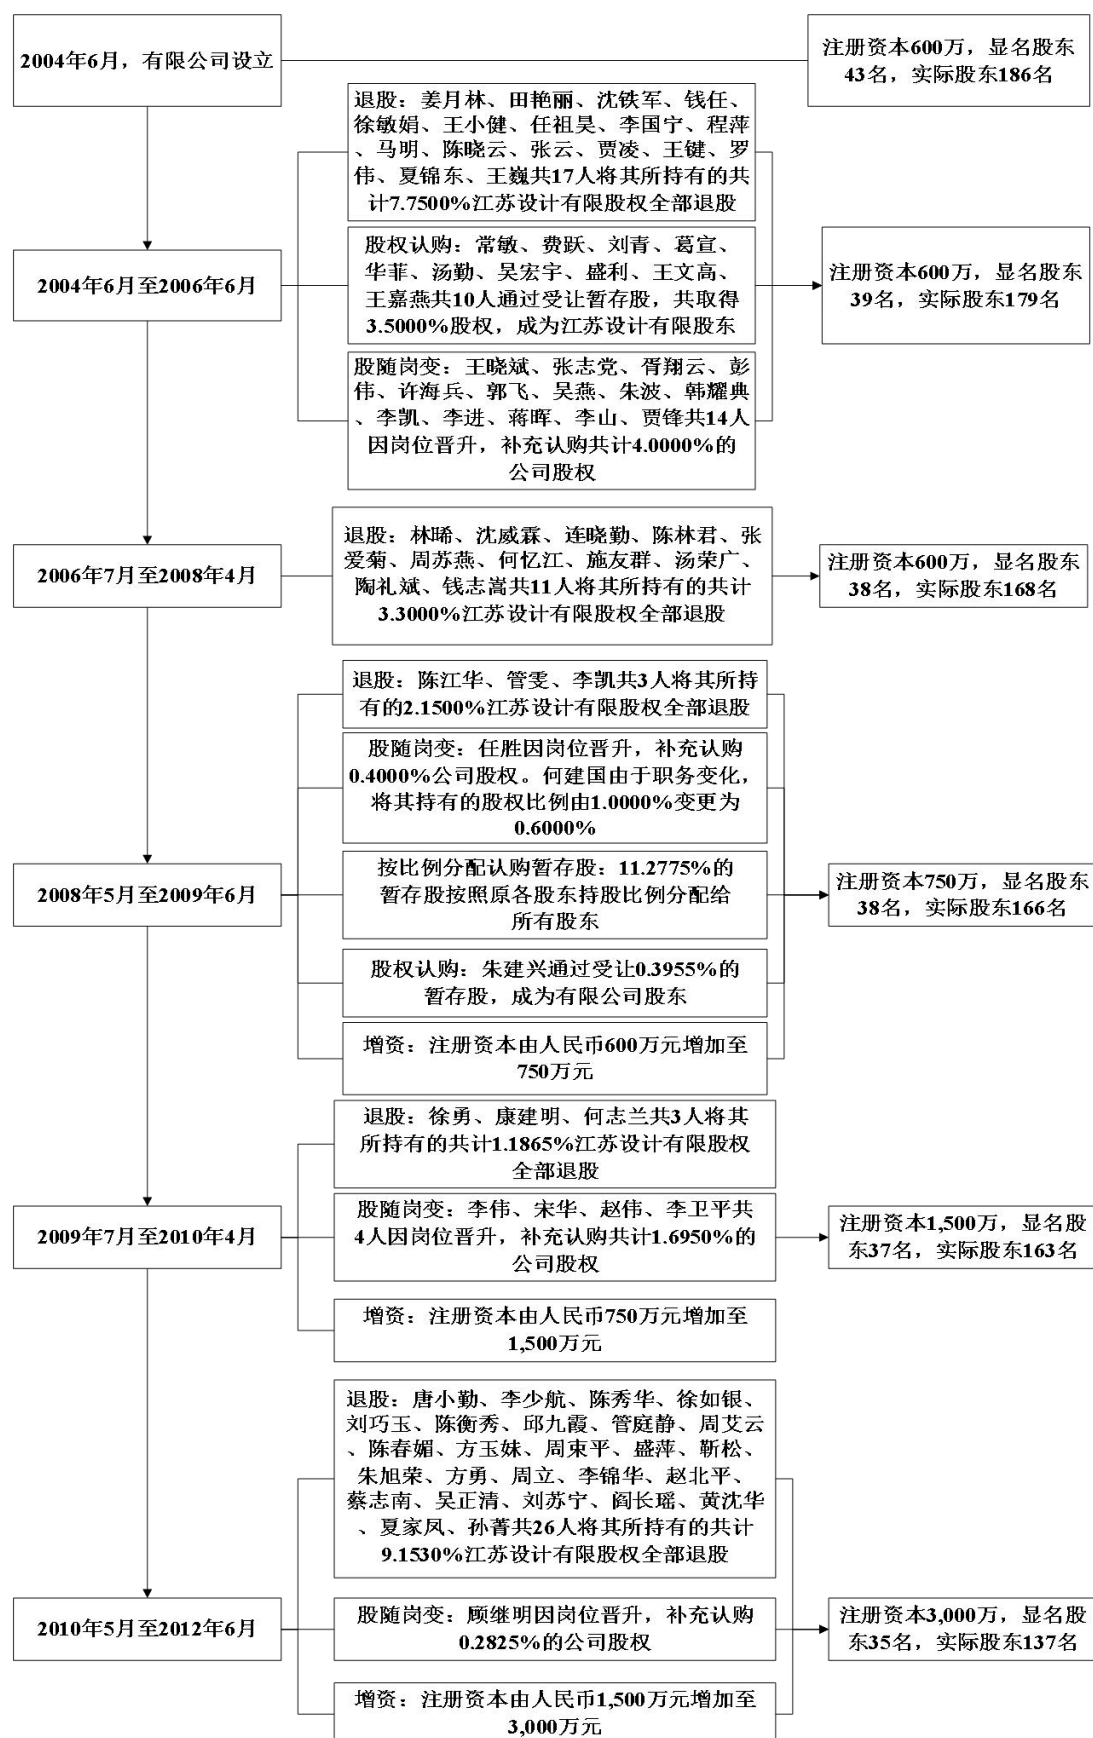 2004年6月，有限公司设立
注册资本600万，显名股东
43名，实际股东186名
退股：姜月林、田艳丽、沈铁军、钱任、
徐敏娟、王小健、任祖昊、李国宁、程萍
、马明、陈晓云、张云、贾凌、王键、罗
伟、夏锦东、王巍共17人将其所持有的共
计7.7500%江苏设计有限股权全部退股
2004年6月至2006年6月
股权认购：常敏、费跃、刘青、葛宣、
华菲、汤勤、吴宏宇、盛利、王文高、
王嘉燕共10人通过受让暂存股，共取得
3.5000%股权，成为江苏设计有限股东
注册资本600万，显名股东
39名，实际股东179名
股随岗变：王晓斌、张志党、胥翔云、彭
伟、许海兵、郭飞、吴燕、朱波、韩耀典
、李凯、李进、蒋晖、李山、贾锋共14人
因岗位晋升，补充认购共计4.0000%的
公司股权
2006年7月至2008年4月
退股：林晞、沈威霖、连晓勤、陈林君、张
爱菊、周苏燕、何忆江、施友群、汤荣广、
陶礼斌、钱志嵩共11人将其所持有的共计
3.3000%江苏设计有限股权全部退股
注册资本600万，显名股东
38名，实际股东168名
退股：陈江华、管雯、李凯共3人将其所持
有的2.1500%江苏设计有限股权全部退股
股随岗变：任胜因岗位晋升，补充认购
0.4000%公司股权。何建国由于职务变化，
将其持有的股权比例由1.0000%变更为
0.6000%
2008年5月至2009年6月
按比例分配认购暂存股：11.2775%的
暂存股按照原各股东持股比例分配给
所有股东
注册资本750万，显名股东
38名，实际股东166名
股权认购：朱建兴通过受让0.3955%的
暂存股，成为有限公司股东
增资：注册资本由人民币600万元增加至
750万元
退股：徐勇、康建明、何志兰共3人将其
所持有的共计1.1865%江苏设计有限股权
全部退股
2009年7月至2010年4月
股随岗变：李伟、宋华、赵伟、李卫平共
4人因岗位晋升，补充认购共计1.6950%的
公司股权
注册资本1,500万，显名股
东37名，实际股东163名
增资：注册资本由人民币750万元增加至
1,500万元
退股：唐小勤、李少航、陈秀华、徐如银、
刘巧玉、陈衡秀、邱九霞、管庭静、周艾云
、陈春媚、方玉妹、周束平、盛萍、靳松、
朱旭荣、方勇、周立、李锦华、赵北平、
蔡志南、吴正清、刘苏宁、阎长瑶、黄沈华
、夏家凤、孙菁共26人将其所持有的共计
9.1530%江苏设计有限股权全部退股
2010年5月至2012年6月
股随岗变：顾继明因岗位晋升，补充认购
0.2825%的公司股权
注册资本3,000万，显名股
东35名，实际股东137名
增资：注册资本由人民币1,500万元增加至
3,000万元